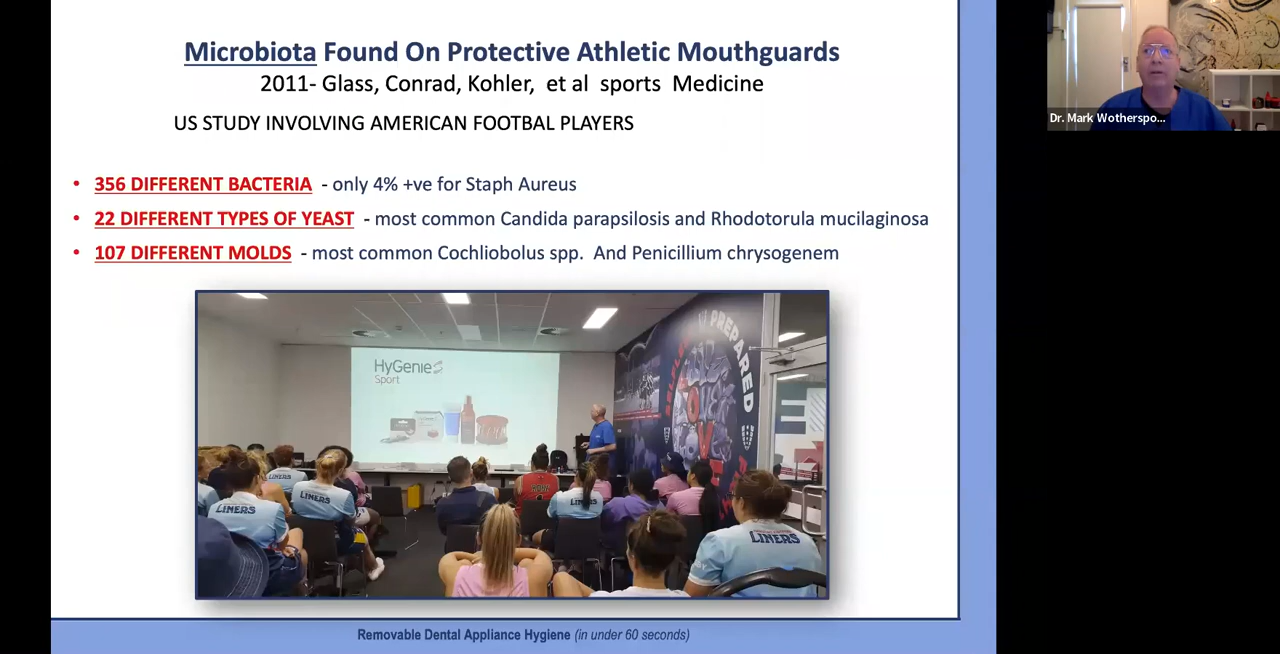 Microbiota Found On Protective Athletic Mouthguards
2011- Glass, Conrad, Kohler, et al sports Medicine
US STUDY INVOLVING AMERICAN FOOTBAL PLAYERS
• 356 DIFFERENT BACTERIA - only 4% +ve for Staph Aureus
• 22 DIFFERENT TYPES OF YEAST - most common Candida parapsilosis and Rhodotorula mucilaginosa
• 107 DIFFERENT MOLDS - most common Cochliobolus spp. And Penicillium chrysogenem
HyGenie
Sport
PREPARED
LINERS
LINERS
LINERS
LINERS
LINERS
Removable Dental Appliance Hygiene (in under 60 seconds)
Dr. Mark Wotherspo...